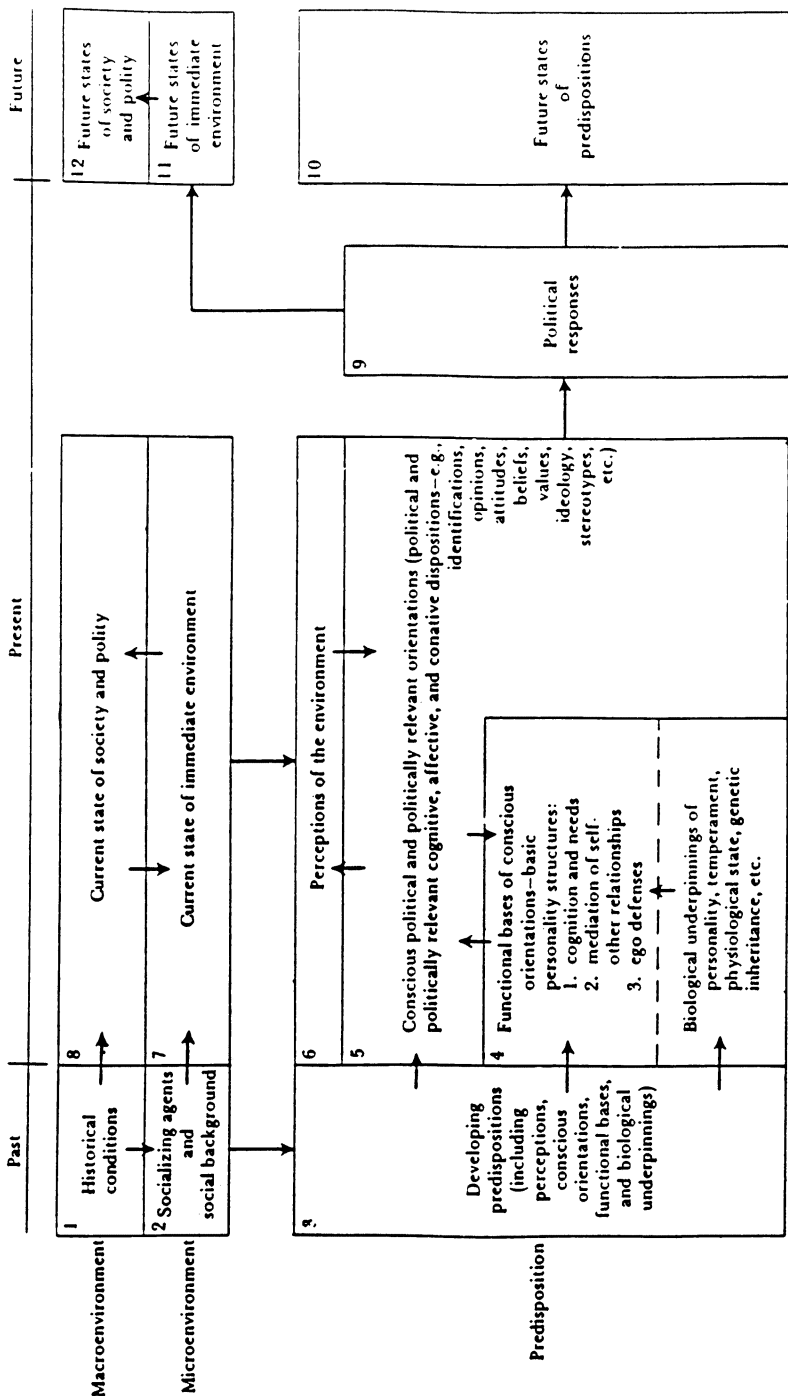 Past
Present
Future
Macroenvironment
Microenvironment
Predisposition
1
Historical
conditions
2 Socializing agents
and
social background
8
Current state of society and polity
7
Current state of immediate environment
12 Future states
of society
and polity
11 Future states
of immediate
environment
3
Developing
predispositions
(including
perceptions,
conscious
orientations,
functional bases,
and biological
underpinnings)
6
Perceptions of the environment
5
Conscious political and politically relevant orientations (political and
politically relevant cognitive, affective, and conative dispositions—e.g.,
identifications,
opinions,
attitudes,
beliefs,
values,
ideology,
stereotypes,
etc.)
4
Functional bases of conscious
orientations—basic
personality structures:
1. cognition and needs
2. mediation of self-
other relationships
3. ego defenses
Biological underpinnings of
personality, temperament,
physiological state, genetic
inheritance, etc.
9
Political
responses
10
Future states
of
predispositions